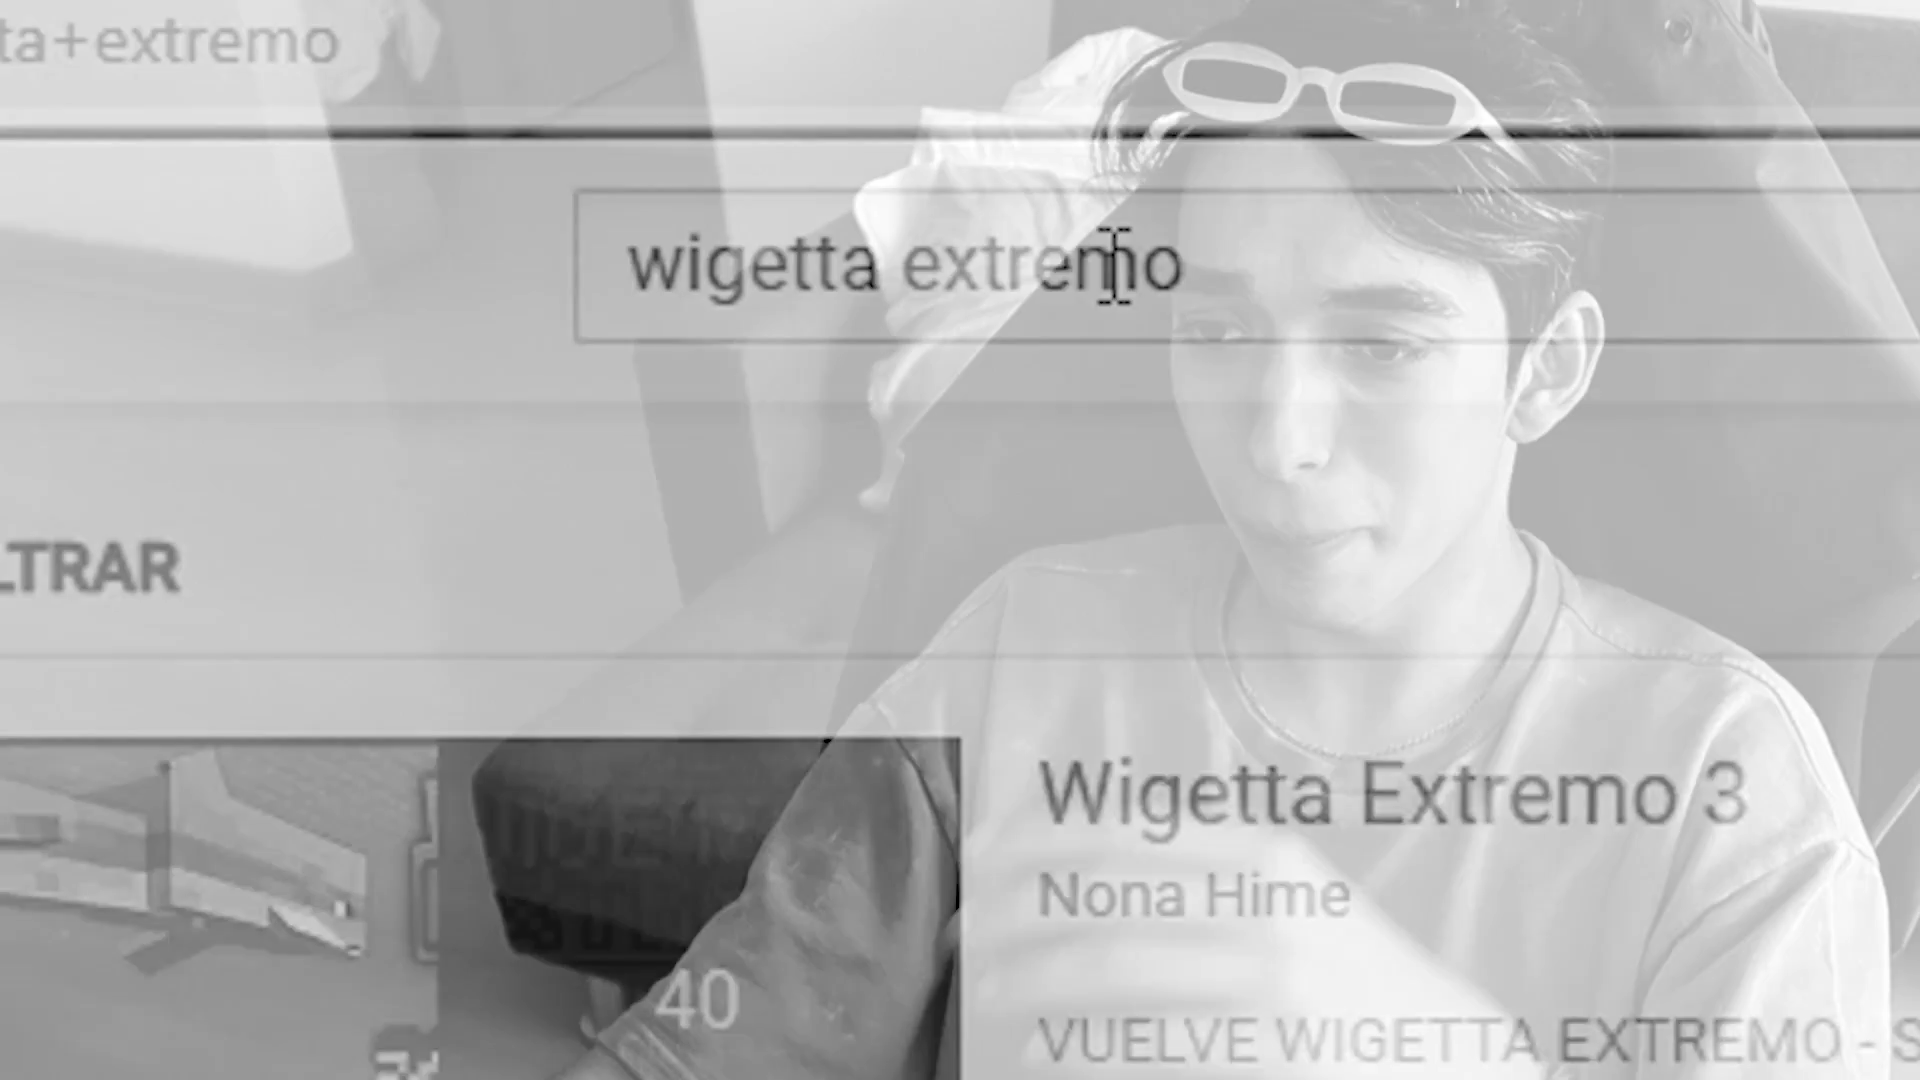 ta+extremo
wigetta extremo
LTRAR
Wigetta Extremo 3
Nona Hime
40
VUELVE WIGETTA EXTREMO - S